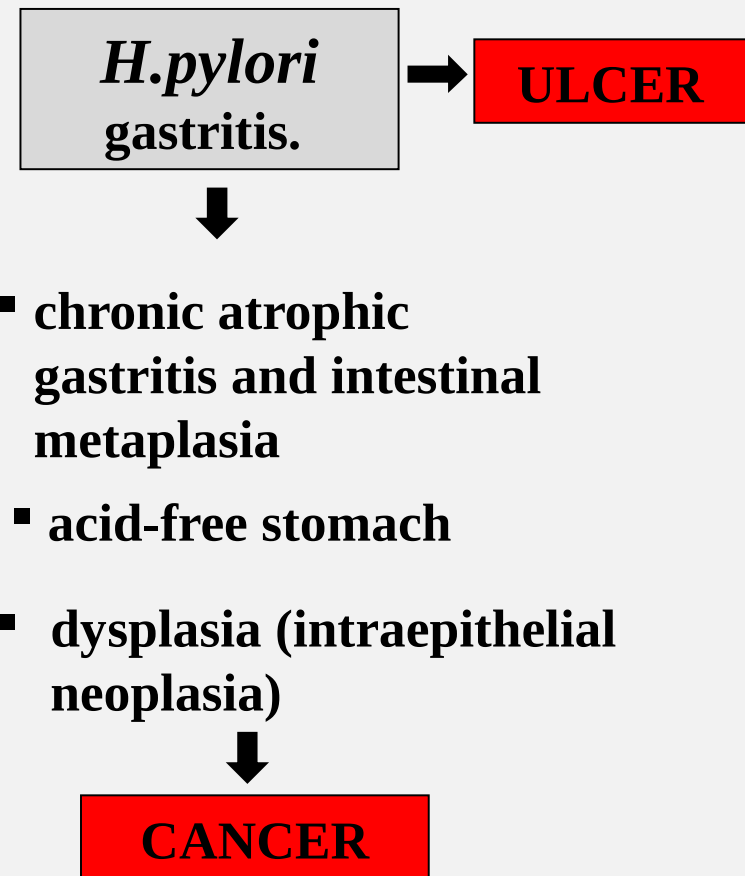 H.pylori
gastritis.
ULCER
chronic atrophic
gastritis and intestinal
metaplasia
acid-free stomach
dysplasia (intraepithelial
neoplasia)
CANCER